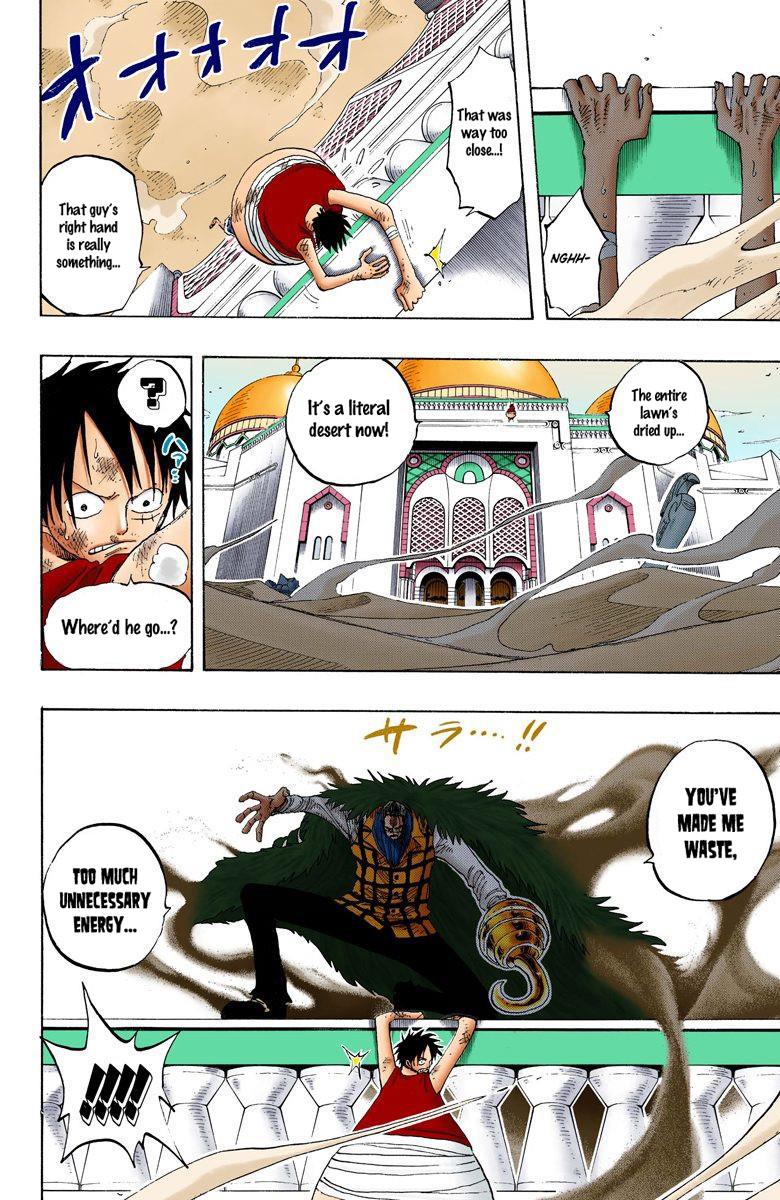 NGHH-
That was
way too
close..!
オオオオオ
That guy's
right hand
is really
something...
The entire
lawn's
dried up...
It's a literal
desert now!
?
ハァ…
Where'd he go...?
サラ....!!
YOU'VE
MADE ME
WASTE,
TOO MUCH
UNNECESSARY
ENERGY...
!!!!